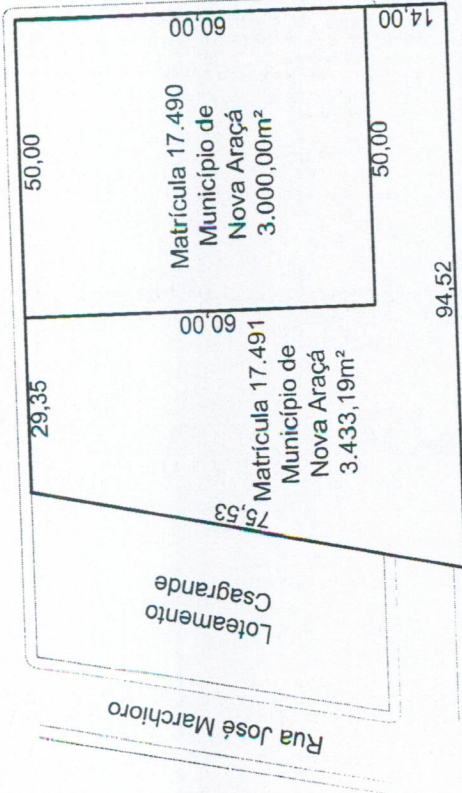 50,00
60,00
14,00
Matrícula 17.490
Município de
Nova Araçá
3.000,00m²
29,35
60,00
50,00
94,52
Matrícula 17.491
Município de
Nova Araçá
3.433,19m²
75,53
Loteamento
Csagrande
Rua José Marchioro